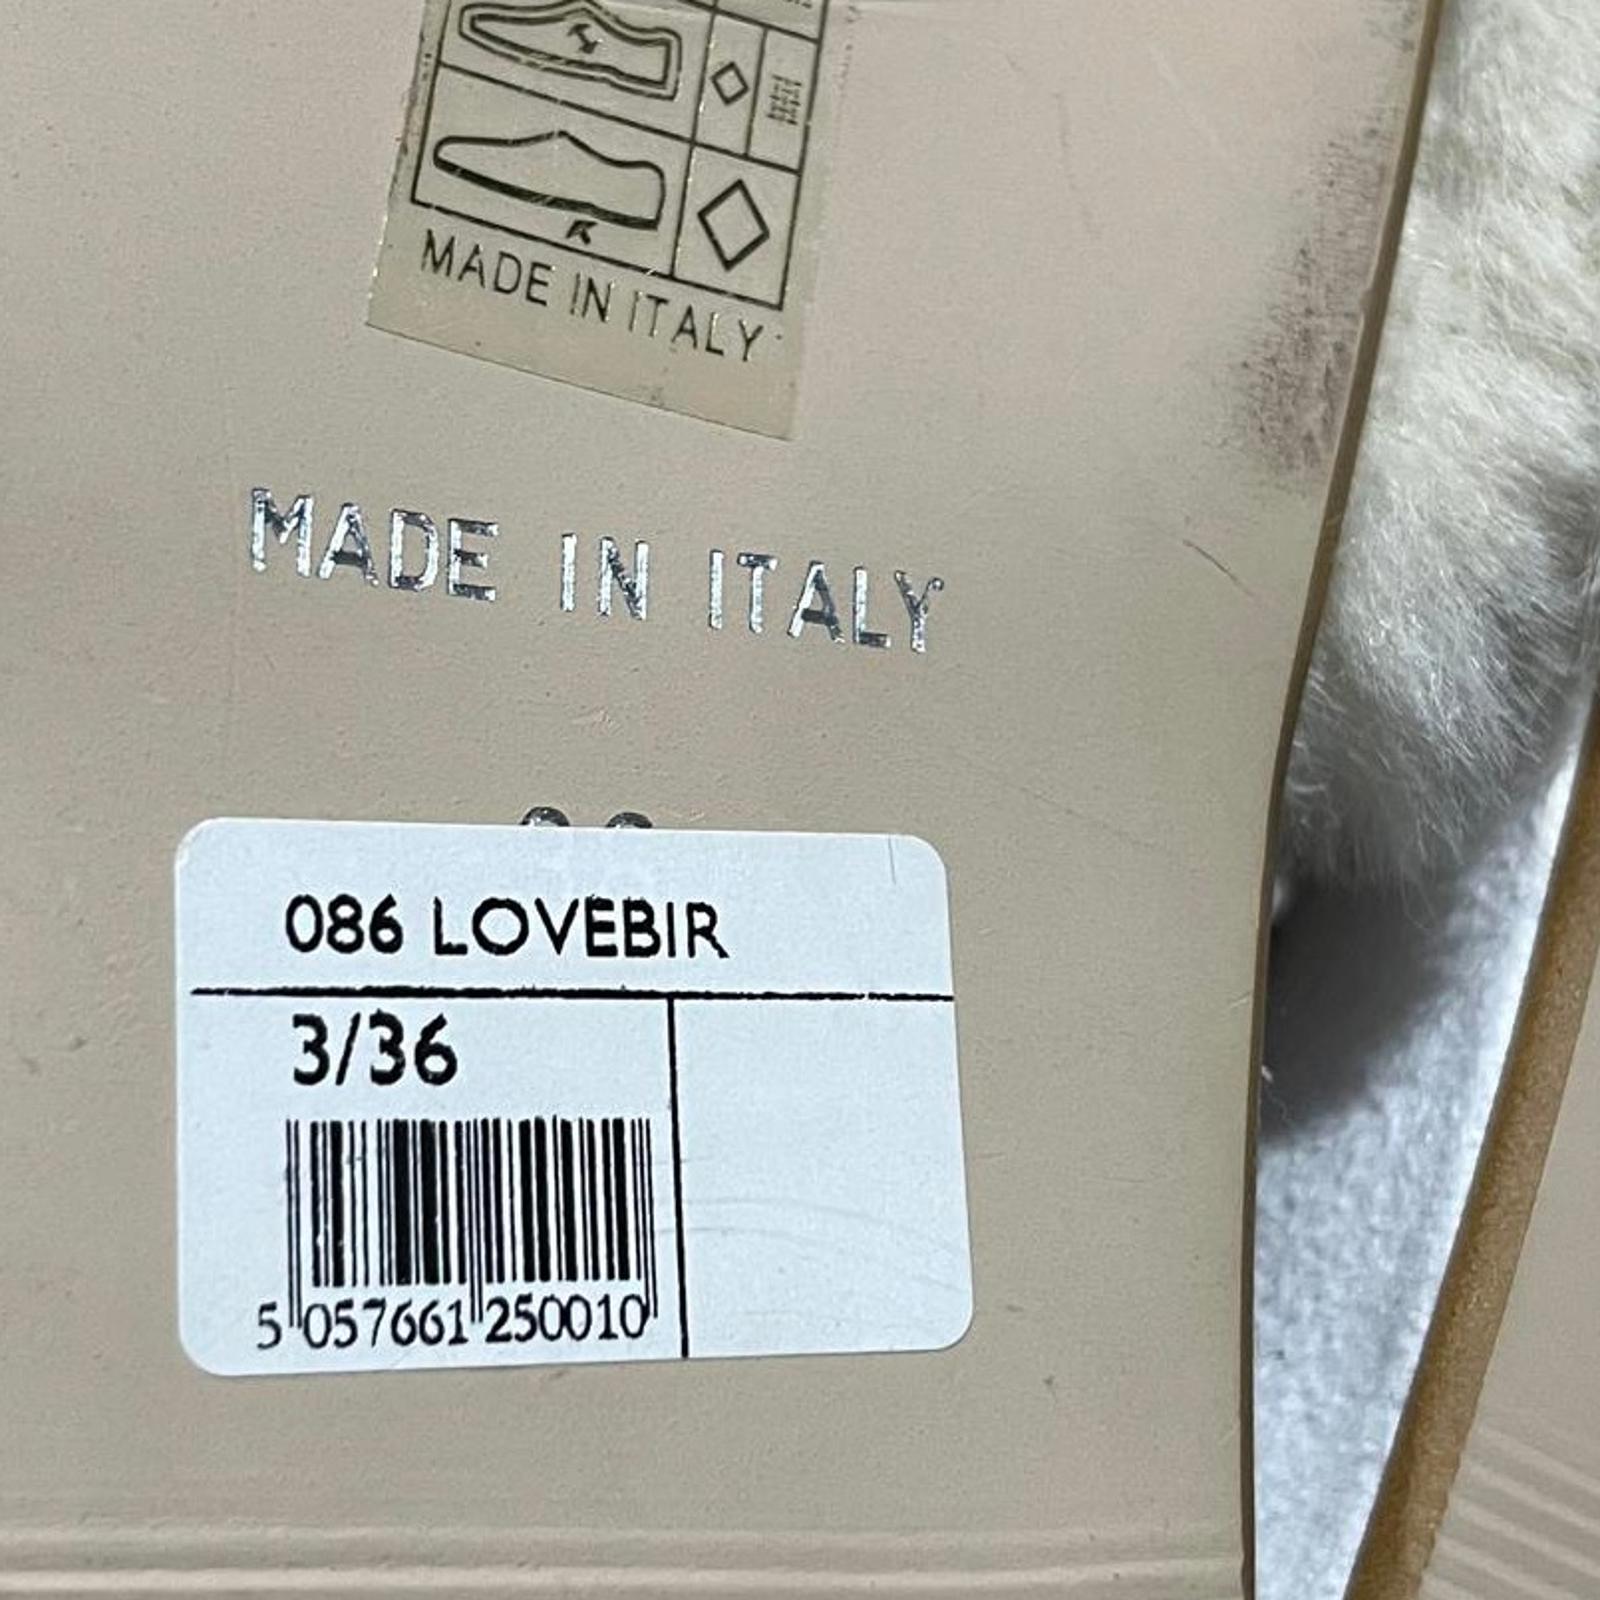 MADE IN ITALY
MADE IN ITALY
086 LOVEBIR
3/36
5 057661 250010